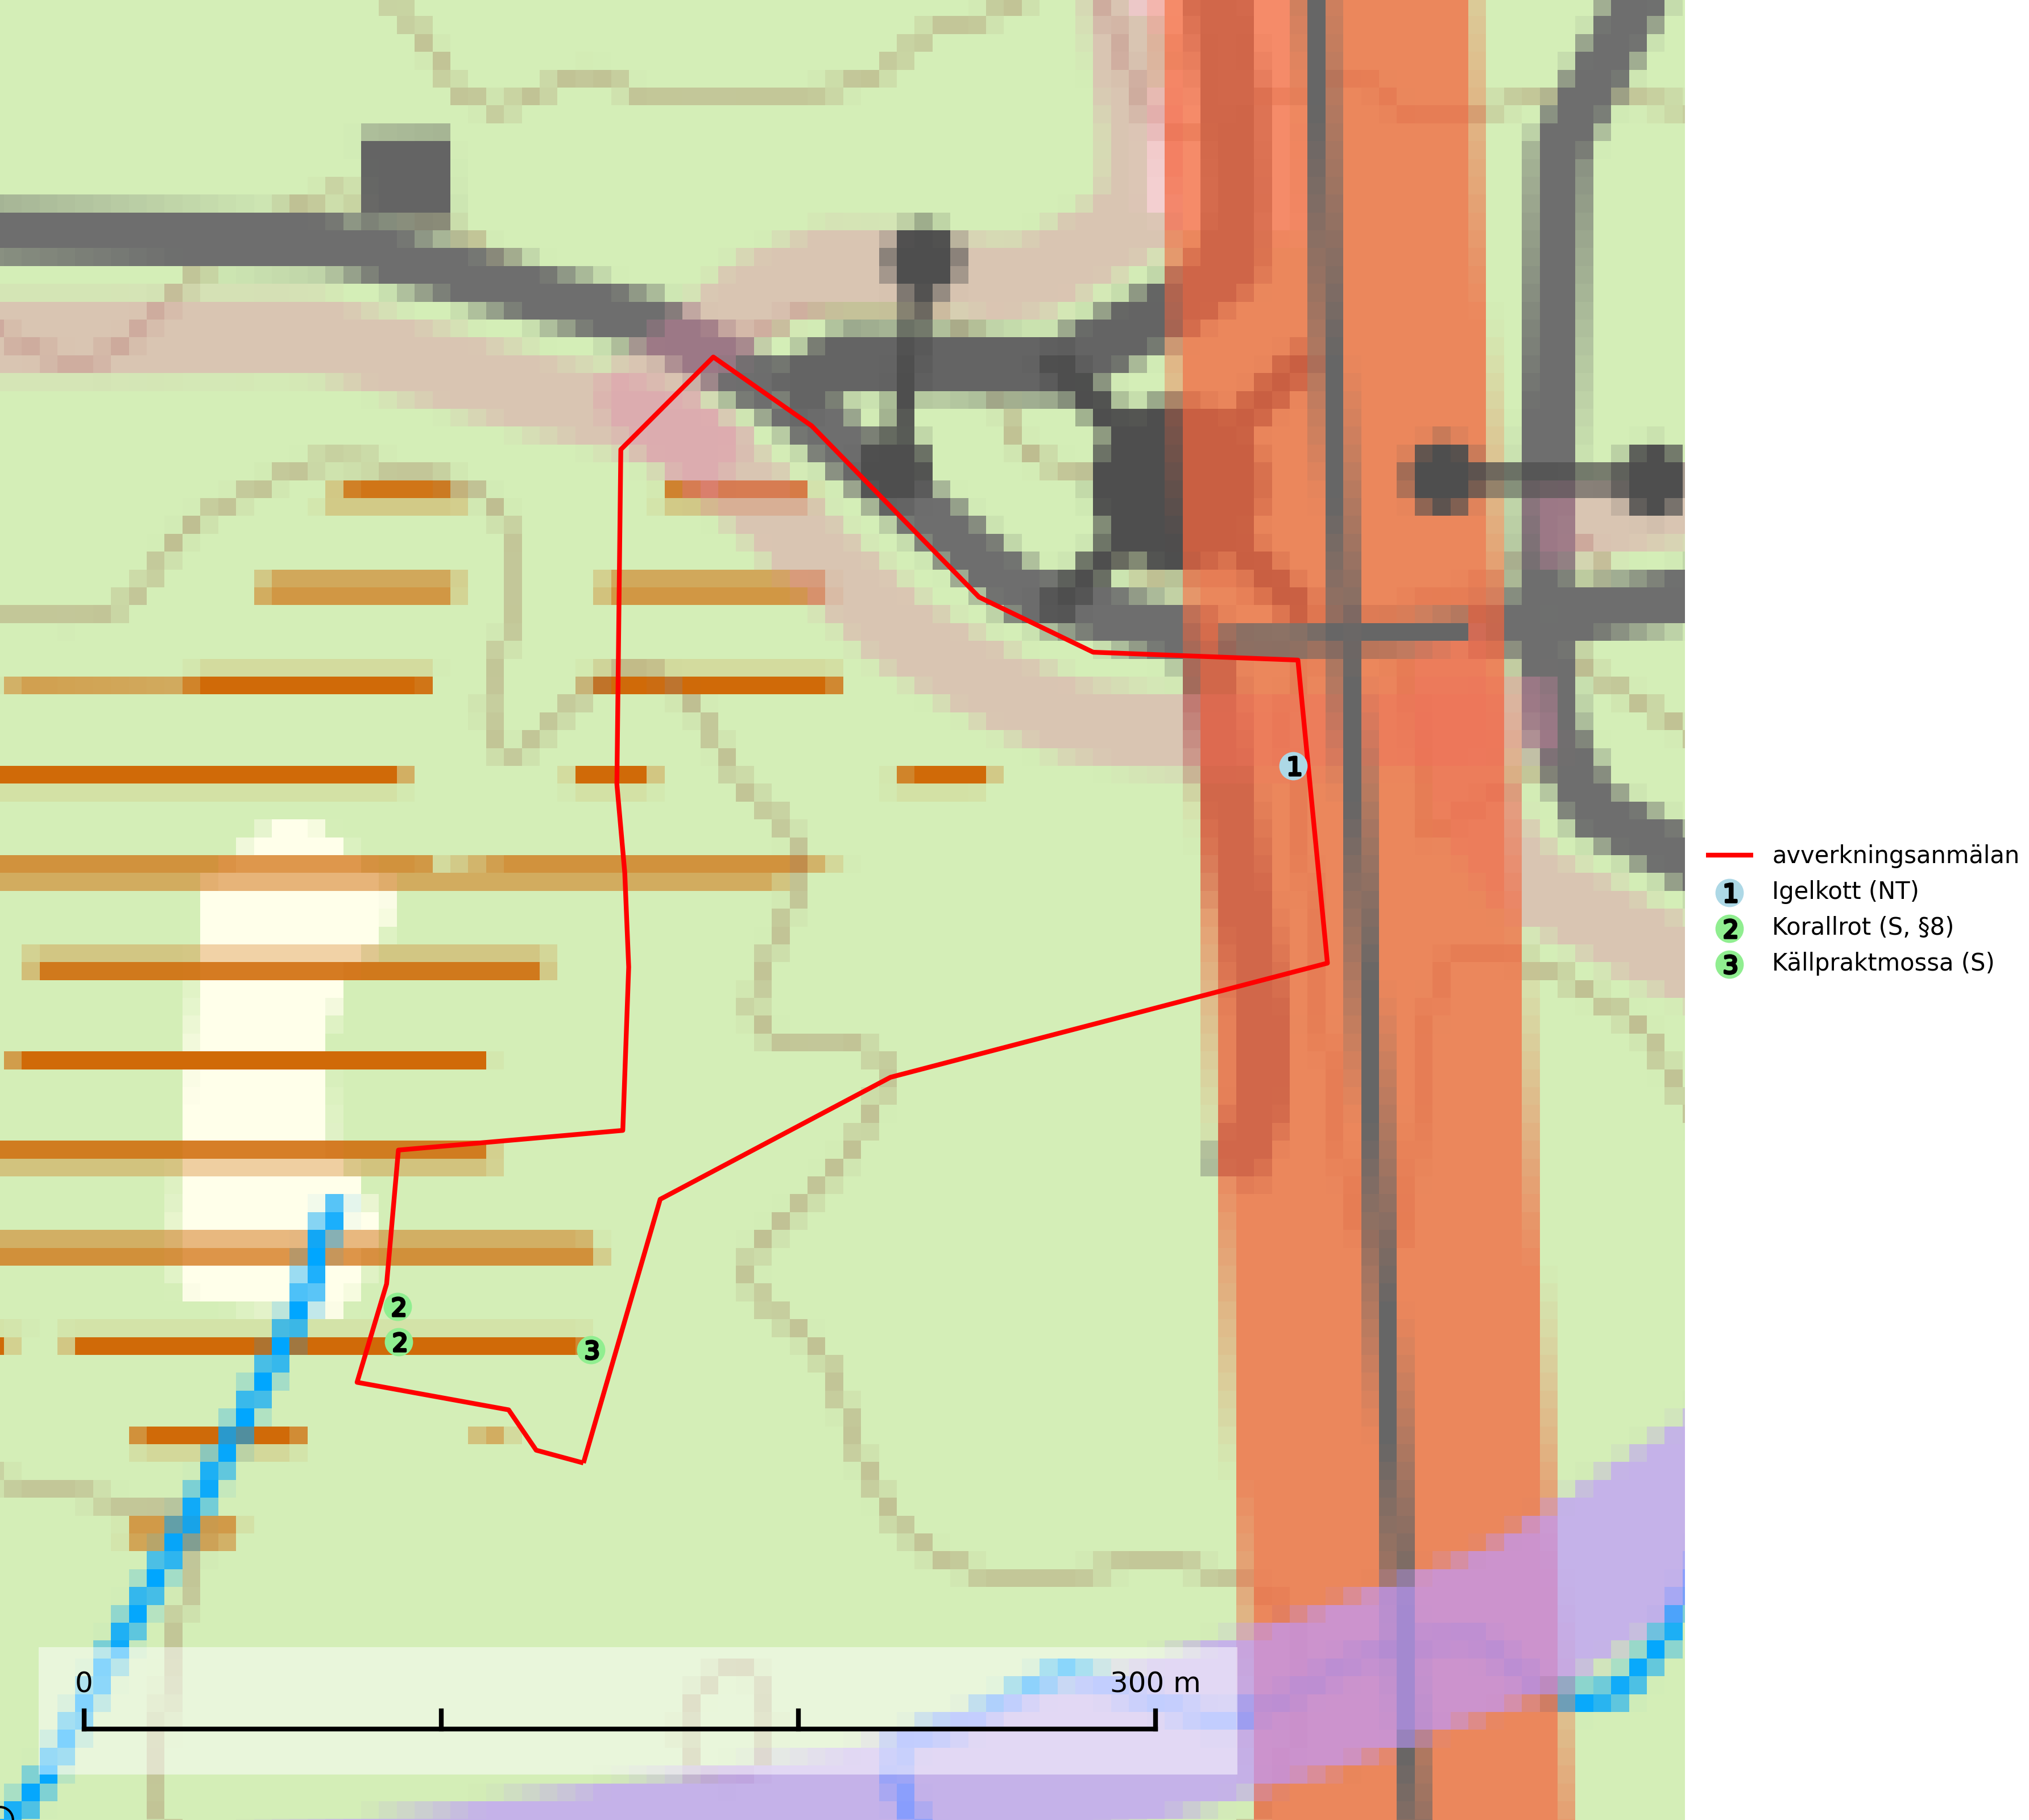 1
avverkningsanmälan
1 Igelkott (NT)
2 Korallrot (S, §8)
3 Källpraktmossa (S)
2
2
3
0 300 m